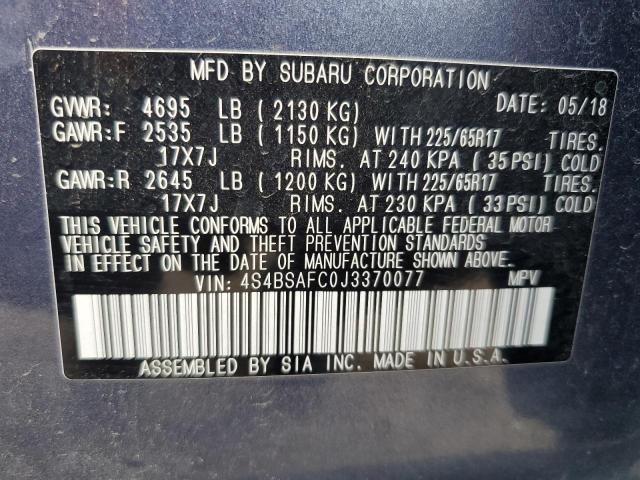 MFD BY SUBARU CORPORATION
GVWR: 4695 LB ( 2130 KG) DATE: 05/18
GAWR:F 2535 LB ( 1150 KG) WITH 225/65R17 TIRES.
17X7J RIMS. AT 240 KPA ( 35 PSI) COLD
GAWR:R 2645 LB ( 1200 KG) WITH 225/65R17 TIRES.
17X7J RIMS. AT 230 KPA ( 33 PSI) COLD
THIS VEHICLE CONFORMS TO ALL APPLICABLE FEDERAL MOTOR
VEHICLE SAFETY AND THEFT PREVENTION STANDARDS
IN EFFECT ON THE DATE OF MANUFACTURE SHOWN ABOVE.
VIN: 4S4BSAFC0J3370077 MPV
ASSEMBLED BY SIA INC. MADE IN U.S.A.